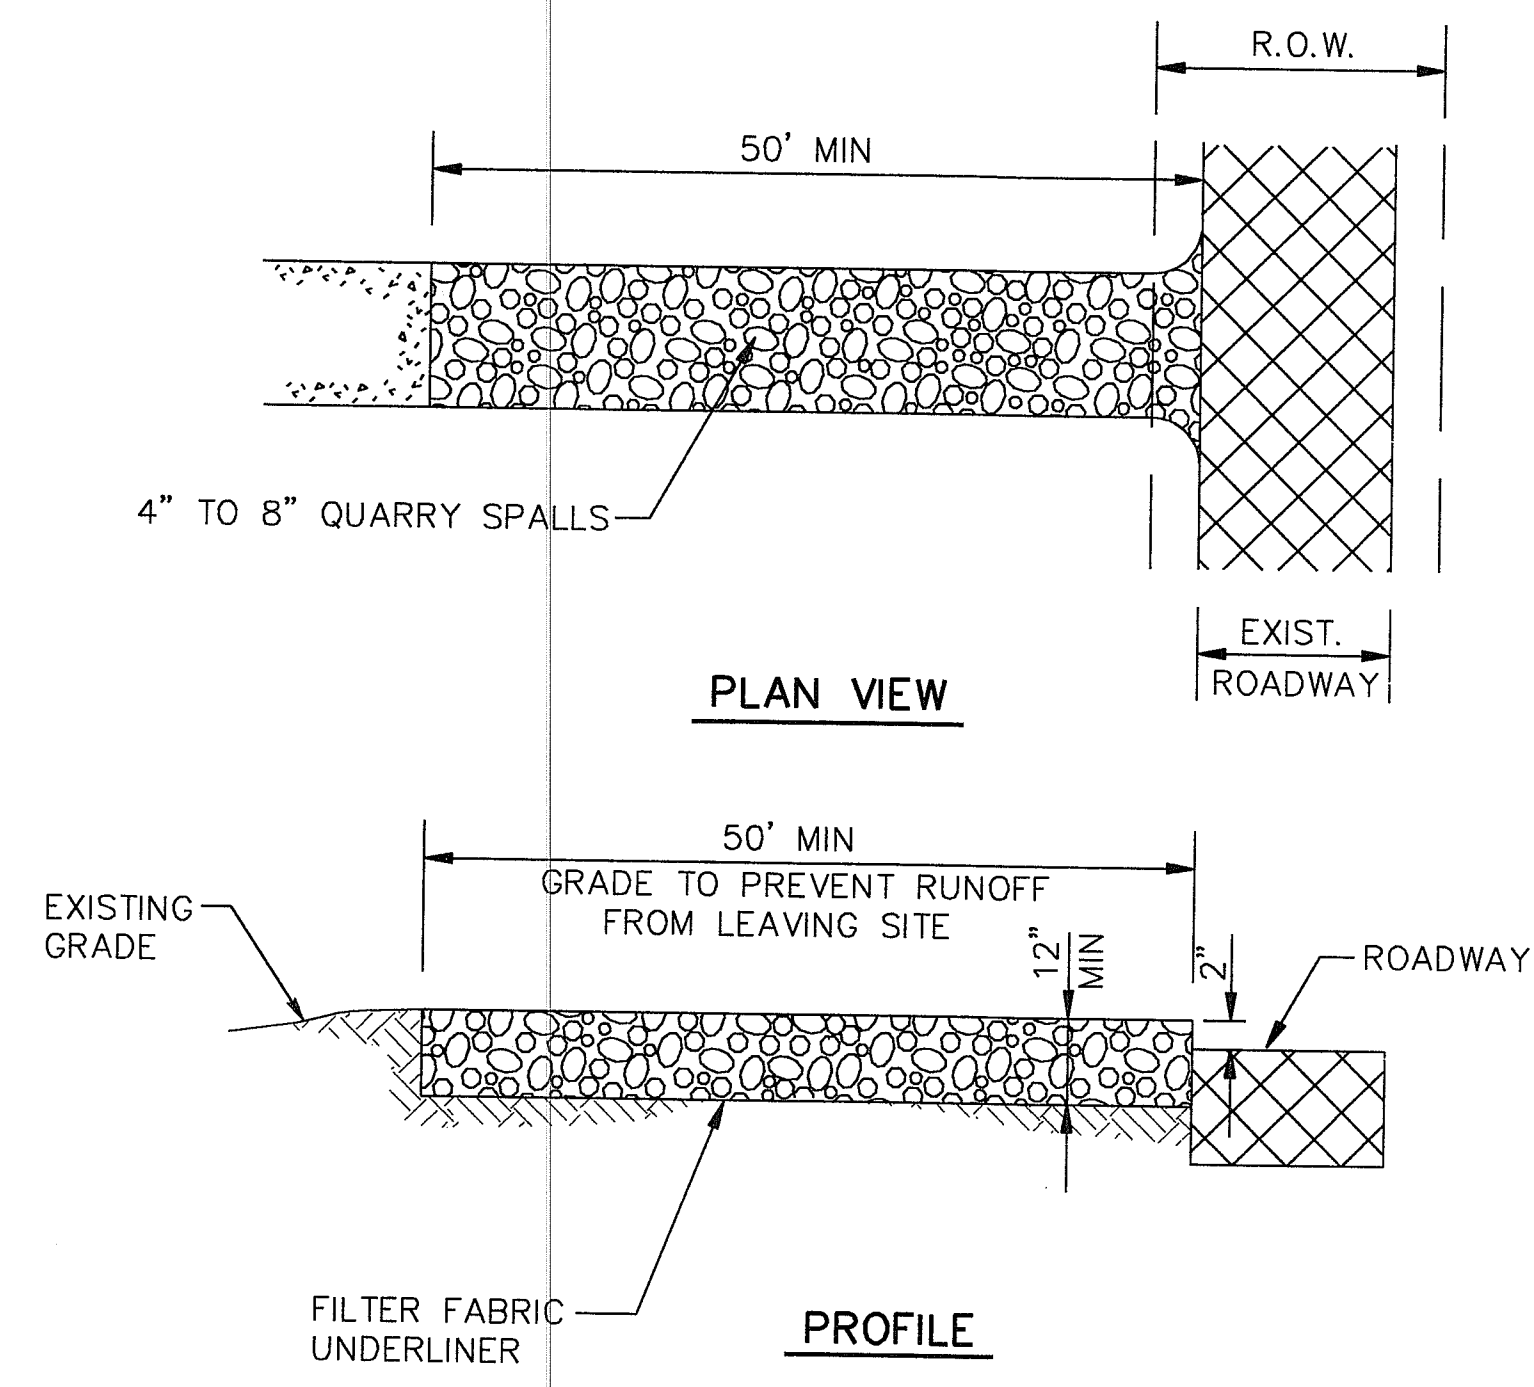 R.O.W.
50' MIN
4" TO 8" QUARRY SPALLS
EXIST.
ROADWAY
PLAN VIEW
50' MIN
GRADE TO PREVENT RUNOFF
FROM LEAVING SITE
EXISTING
GRADE
12"
MIN
2"
ROADWAY
FILTER FABRIC
UNDERLINER
PROFILE